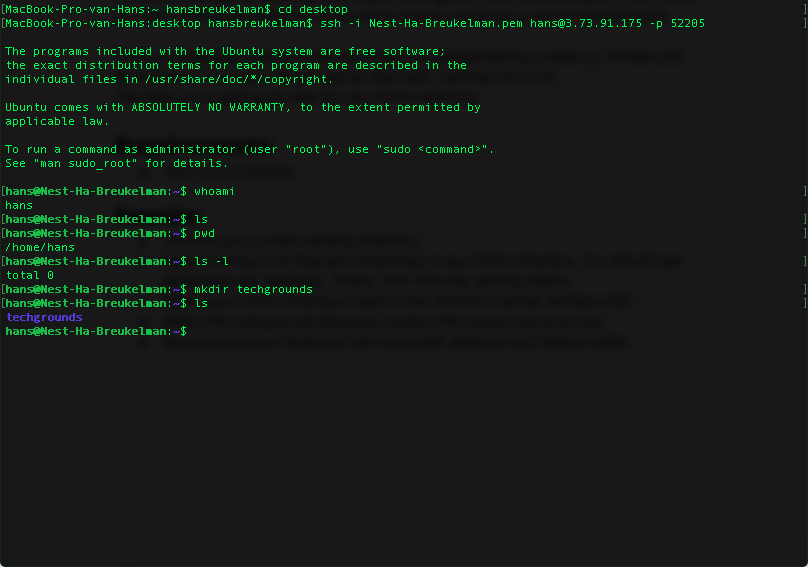 [MacBook-Pro-van-Hans:~ hansbreukelman$ cd desktop ]
[MacBook-Pro-van-Hans:desktop hansbreukelman$ ssh -i Nest-Ha-Breukelman.pem hans@3.73.91.175 -p 52205 ]
The programs included with the Ubuntu system are free software;
the exact distribution terms for each program are described in the
individual files in /usr/share/doc/*/copyright.
Ubuntu comes with ABSOLUTELY NO WARRANTY, to the extent permitted by
applicable law.
To run a command as administrator (user "root"), use "sudo <command>".
See "man sudo_root" for details.
[hans@Nest-Ha-Breukelman:~$ whoami ]
hans
[hans@Nest-Ha-Breukelman:~$ ls ]
[hans@Nest-Ha-Breukelman:~$ pwd ]
/home/hans
[hans@Nest-Ha-Breukelman:~$ ls -l ]
total 0
[hans@Nest-Ha-Breukelman:~$ mkdir techgrounds ]
[hans@Nest-Ha-Breukelman:~$ ls ]
techgrounds
hans@Nest-Ha-Breukelman:~$